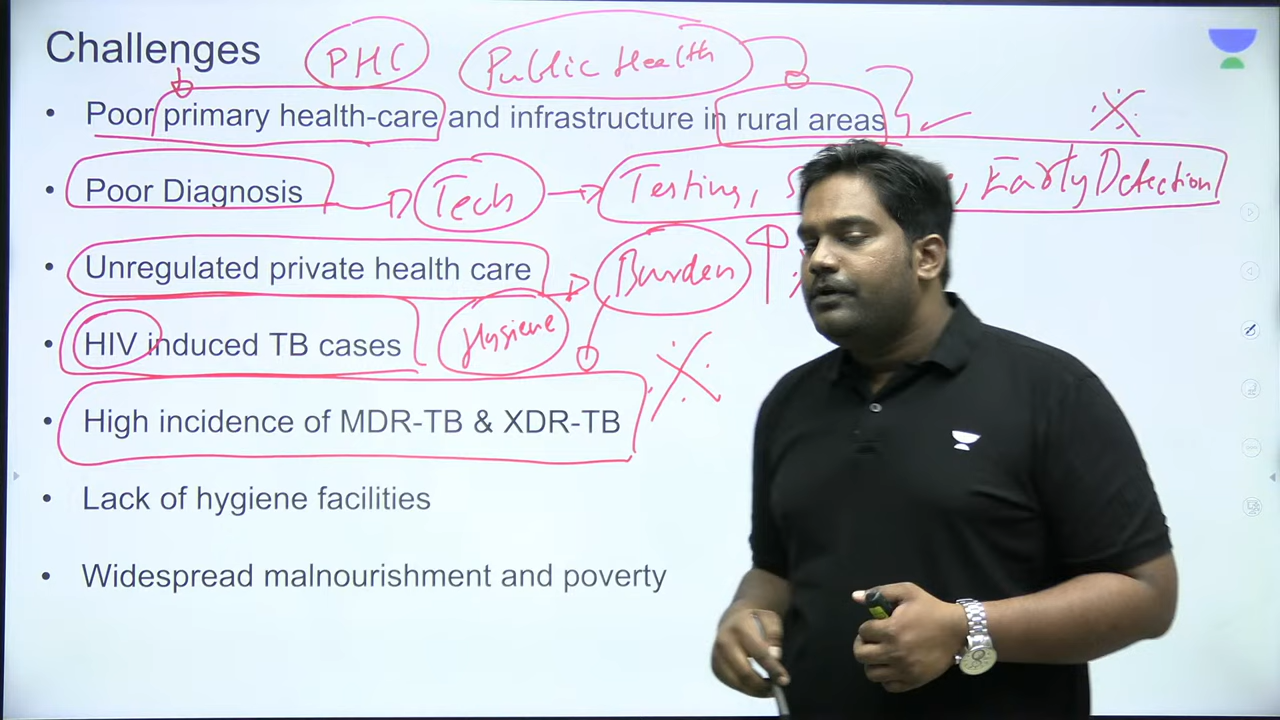 Challenges
PHC
Public Health
• Poor primary health-care and infrastructure in rural areas
• Poor Diagnosis
Tech
Testing, , Early Detection
• Unregulated private health care
Burden
• HIV induced TB cases
Hygiene
• High incidence of MDR-TB & XDR-TB
• Lack of hygiene facilities
• Widespread malnourishment and poverty